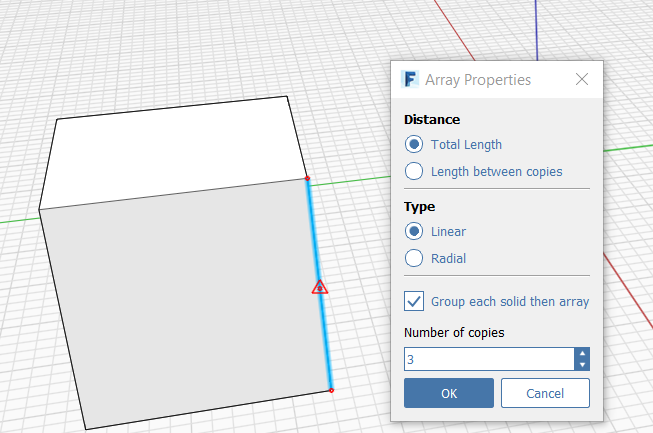 F Array Properties
Distance
Total Length
Length between copies
Type
Linear
Radial
Group each solid then array
Number of copies
3
OK Cancel